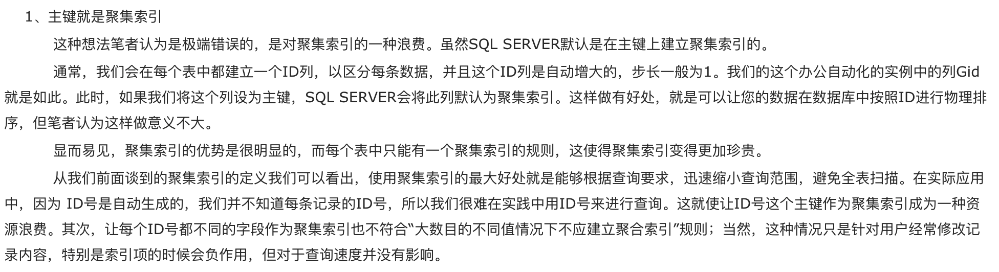 1、主键就是聚集索引
这种想法笔者认为是极端错误的，是对聚集索引的一种浪费。虽然SQL SERVER默认是在主键上建立聚集索引的。
通常，我们会在每个表中都建立一个ID列，以区分每条数据，并且这个ID列是自动增大的，步长一般为1。我们的这个办公自动化的实例中的列Gid
就是如此。此时，如果我们将这个列设为主键，SQL SERVER会将此列默认为聚集索引。这样做有好处，就是可以让您的数据在数据库中按照ID进行物理排
序，但笔者认为这样做意义不大。
显而易见，聚集索引的优势是很明显的，而每个表中只能有一个聚集索引的规则，这使得聚集索引变得更加珍贵。
从我们前面谈到的聚集索引的定义我们可以看出，使用聚集索引的最大好处就是能够根据查询要求，迅速缩小查询范围，避免全表扫描。在实际应用
中，因为 ID号是自动生成的，我们并不知道每条记录的ID号，所以我们很难在实践中用ID号来进行查询。这就使让ID号这个主键作为聚集索引成为一种资
源浪费。其次，让每个ID号都不同的字段作为聚集索引也不符合“大数目的不同值情况下不应建立聚合索引”规则；当然，这种情况只是针对用户经常修改记
录内容，特别是索引项的时候会负作用，但对于查询速度并没有影响。